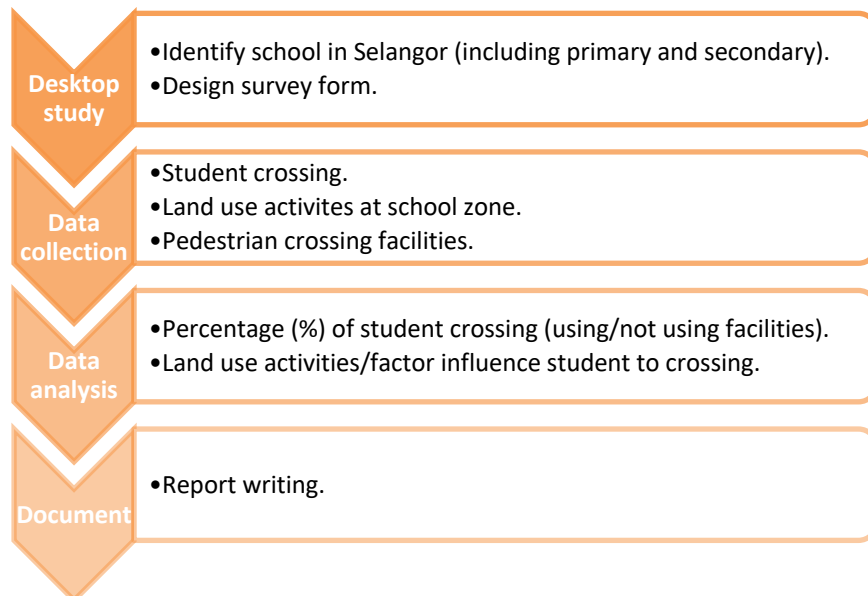 Desktop
study
•Identify school in Selangor (including primary and secondary).
•Design survey form.
Data
collection
•Student crossing.
•Land use activites at school zone.
•Pedestrian crossing facilities.
Data
analysis
•Percentage (%) of student crossing (using/not using facilities).
•Land use activities/factor influence student to crossing.
Document
•Report writing.